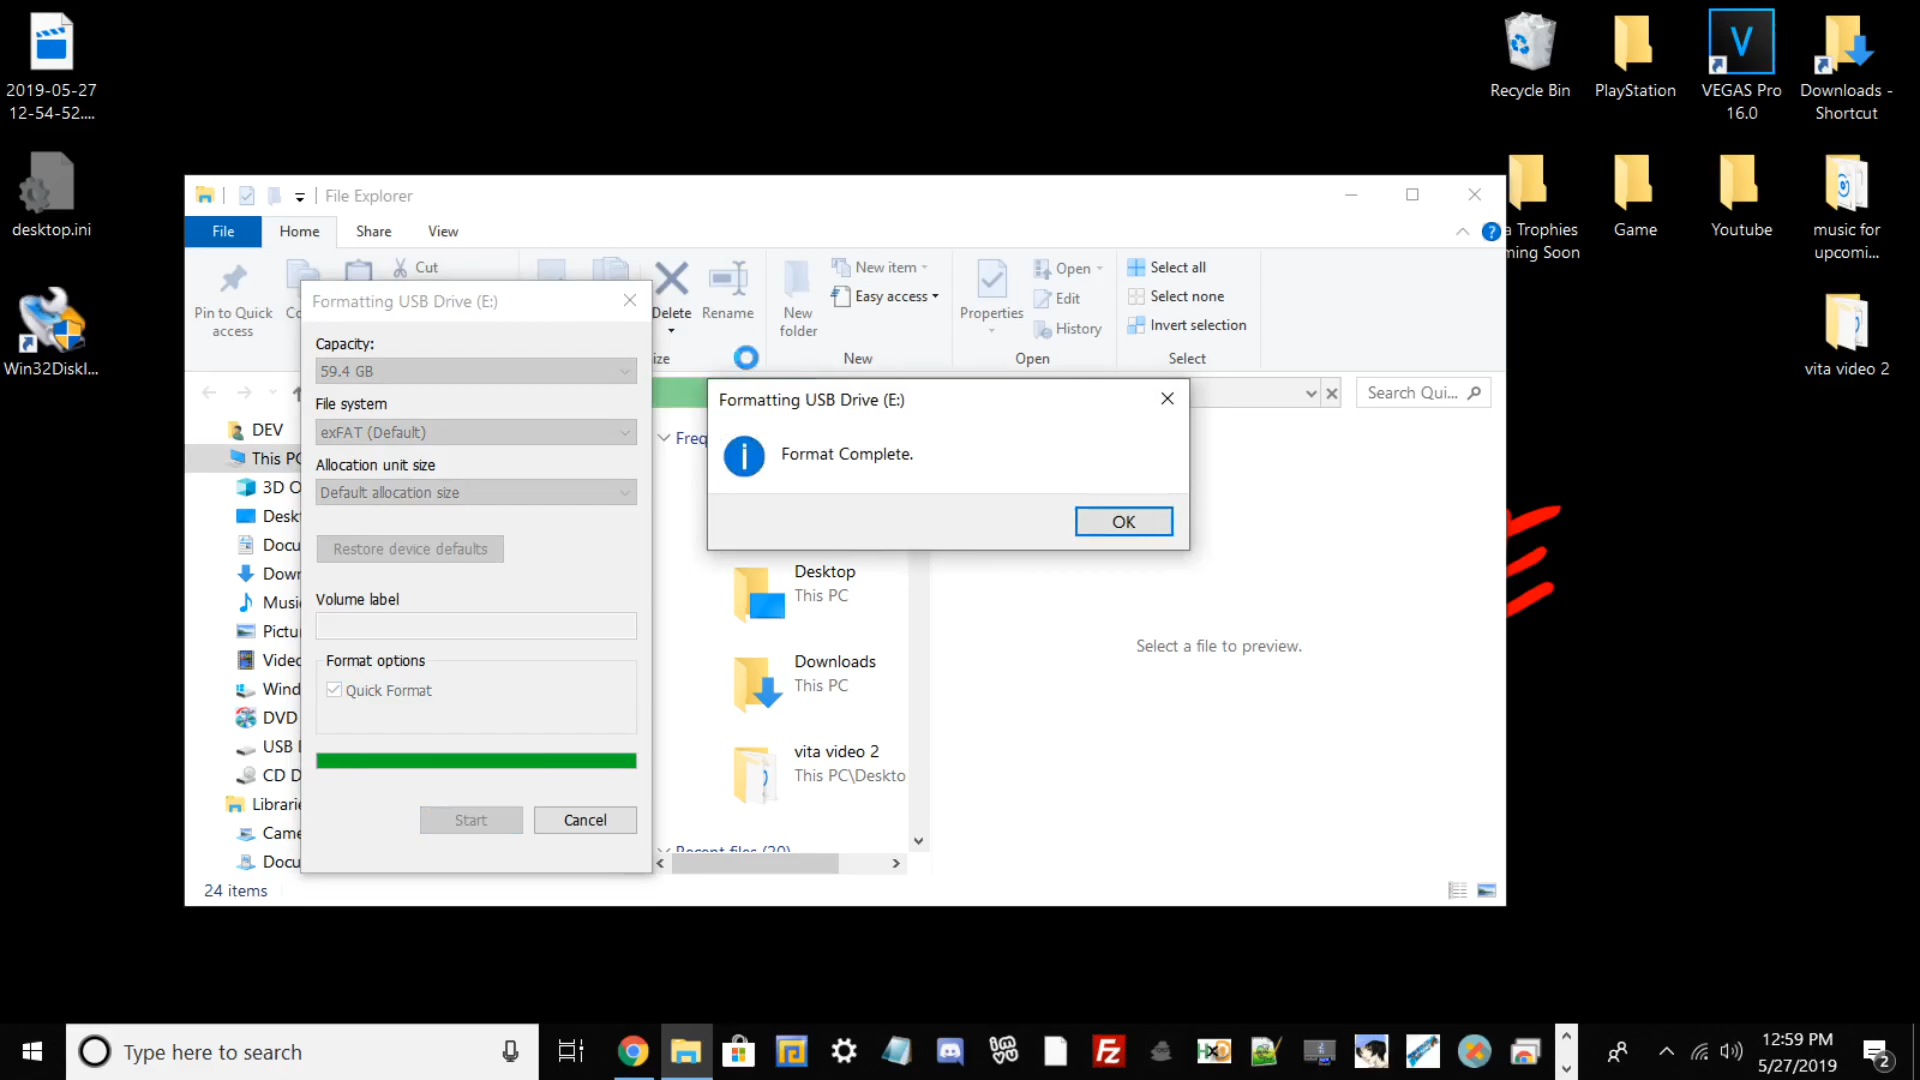 2019-05-27
12-54-52....
desktop.ini
Win32DiskI...
Recycle Bin
PlayStation
VEGAS Pro
16.0
Downloads -
Shortcut
a Trophies
ming Soon
Game
Youtube
music for
upcomi...
vita video 2
File Explorer
File
Home
Share
View
Pin to Quick
access
Cut
Delete
Rename
New
folder
New item
Easy access
New
Properties
Open
Edit
History
Open
Select all
Select none
Invert selection
Select
Search Qui...
DEV
This PC
3D O
Deskt
Docu
Down
Music
Pictu
Video
Wind
DVD
USB D
CD D
Librarie
Came
Docu
24 items
Freq
Desktop
This PC
Downloads
This PC
vita video 2
This PC\Deskto
Recent files (20)
Select a file to preview.
Formatting USB Drive (E:)
Capacity:
59.4 GB
File system
exFAT (Default)
Allocation unit size
Default allocation size
Restore device defaults
Volume label
Format options
Quick Format
Start
Cancel
Formatting USB Drive (E:)
Format Complete.
OK
Type here to search
12:59 PM
5/27/2019
2